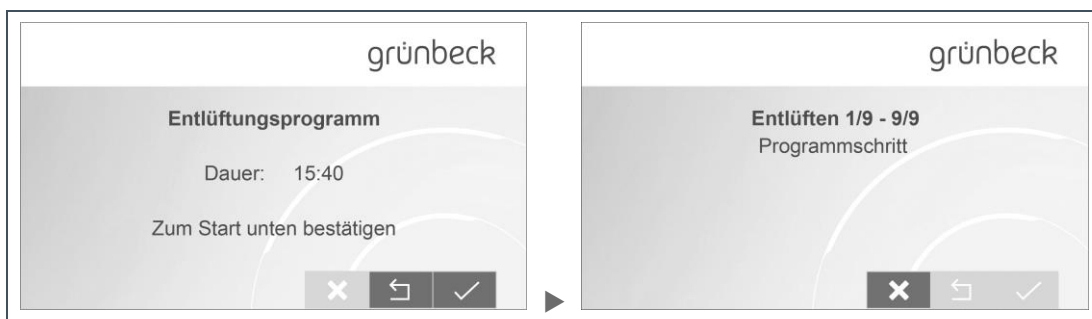 grünbeck
Entlüftungsprogramm
Dauer: 15:40
Zum Start unten bestätigen
grünbeck
Entlüften 1/9 - 9/9
Programmschritt